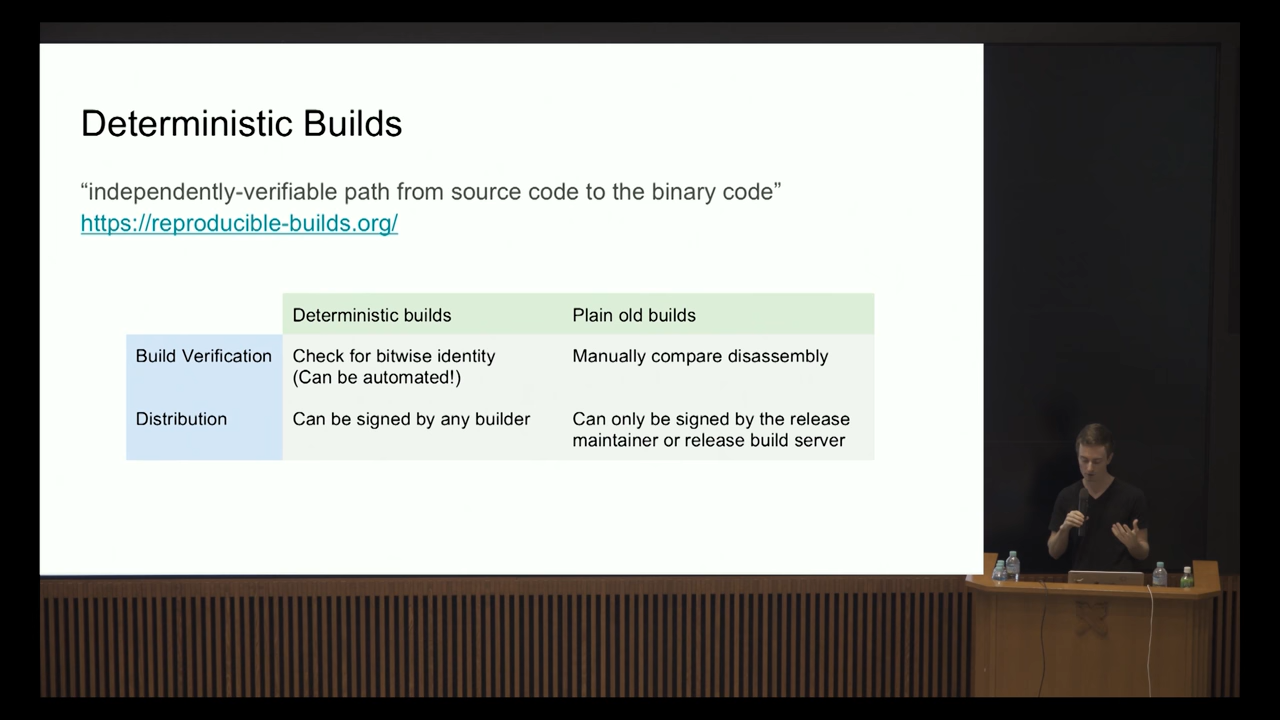 Deterministic Builds
“independently-verifiable path from source code to the binary code”
https://reproducible-builds.org/
Deterministic builds Plain old builds
Build Verification Check for bitwise identity Manually compare disassembly
(Can be automated!)
Distribution Can be signed by any builder Can only be signed by the release
maintainer or release build server